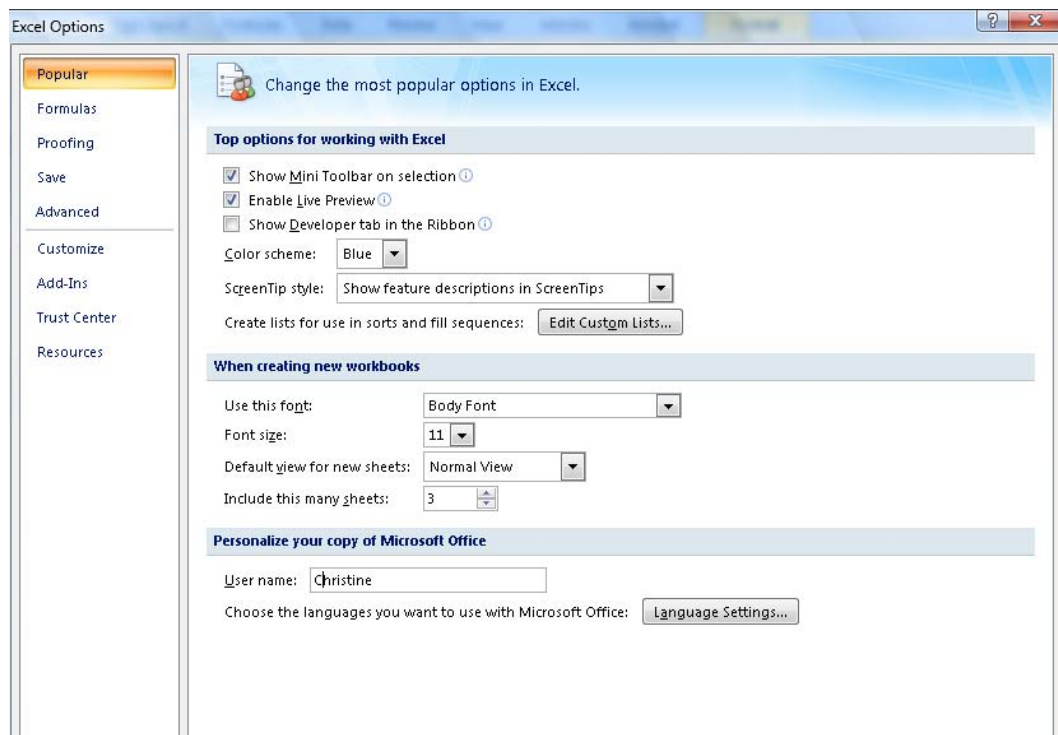 Excel Options
Popular
Formulas
Proofing
Save
Advanced
Customize
Add-Ins
Trust Center
Resources
Change the most popular options in Excel.
Top options for working with Excel
Show Mini Toolbar on selection
Enable Live Preview
Show Developer tab in the Ribbon
Color scheme: Blue
ScreenTip style: Show feature descriptions in ScreenTips
Create lists for use in sorts and fill sequences: Edit Custom Lists...
When creating new workbooks
Use this font: Body Font
Font size: 11
Default view for new sheets: Normal View
Include this many sheets: 3
Personalize your copy of Microsoft Office
User name: Christine
Choose the languages you want to use with Microsoft Office: Language Settings...